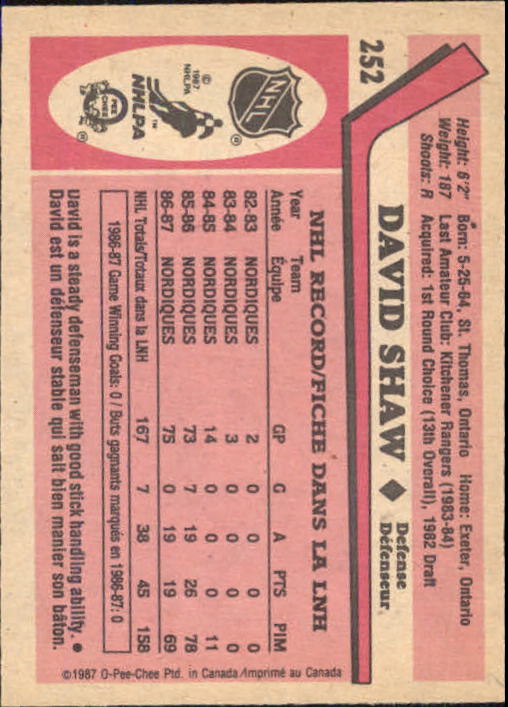 252
Height: 6'2" Born: 5-25-64, St. Thomas, Ontario Home: Exeter, Ontario
Weight: 187 Last Amateur Club: Kitchener Rangers (1983-84)
Shoots: R Acquired: 1st Round Choice (13th Overall), 1982 Draft
DAVID SHAW ◆ Defense
Défenseur
NHL
© 1987 NHLPA
NHLPA ™
O PEE CHEE ®
®
NHL RECORD/FICHE DANS LA LNH
Year Team
Année Équipe GP G A PTS PIM
82-83 NORDIQUES 2 0 0 0 0
83-84 NORDIQUES 3 0 0 0 0
84-85 NORDIQUES 14 0 0 0 11
85-86 NORDIQUES 73 7 19 26 78
86-87 NORDIQUES 75 0 19 19 69
NHL Totals/Totaux dans la LNH 167 7 38 45 158
1986-87 Game Winning Goals: 0 / Buts gagnants marqués en 1986-87: 0
David is a steady defenseman with good stick handling ability. ●
David est un défenseur stable qui sait bien manier son bâton.
©1987 O-Pee-Chee Ptd. in Canada/Imprimé au Canada